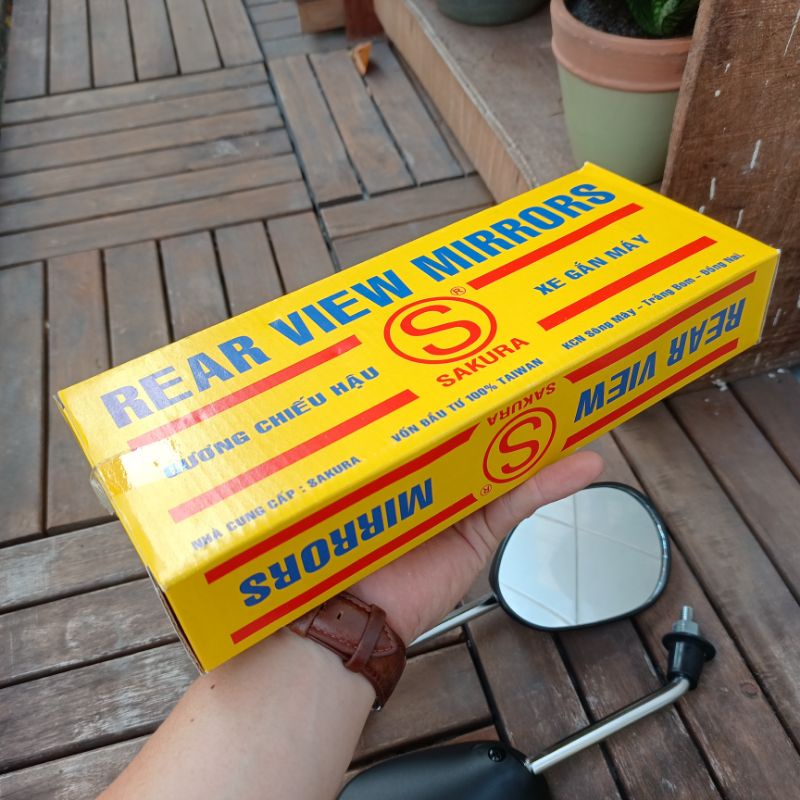 REAR VIEW MIRRORS
GƯƠNG CHIẾU HẬU
S
®
SAKURA
XE GẮN MÁY
NHÀ CUNG CẤP : SAKURA
VỐN ĐẦU TƯ 100% TAIWAN
KCN Sông Mây - Trảng Bom - Đồng Nai.
REAR VIEW
S
®
SAKURA
MIRRORS